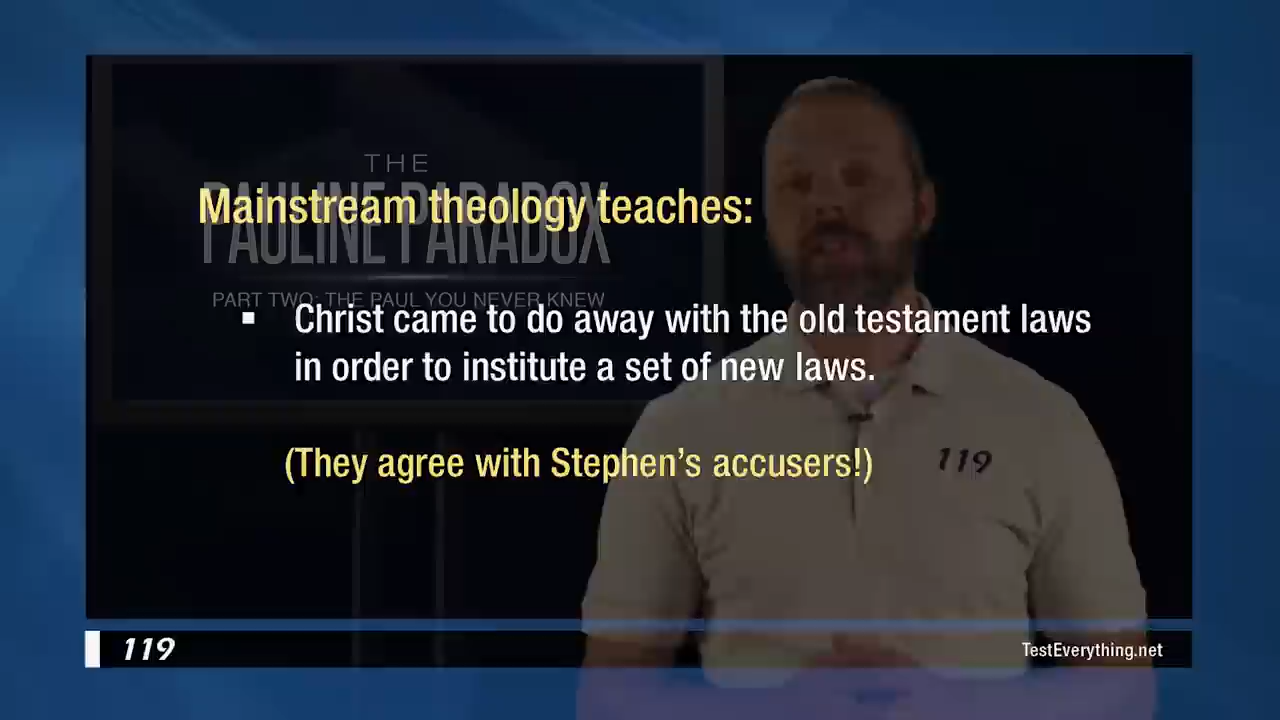 THE
PAULINE PARADOX
PART TWO: THE PAUL YOU NEVER KNEW
Mainstream theology teaches:
▪ Christ came to do away with the old testament laws
in order to institute a set of new laws.
(They agree with Stephen's accusers!)
119
119
TestEverything.net